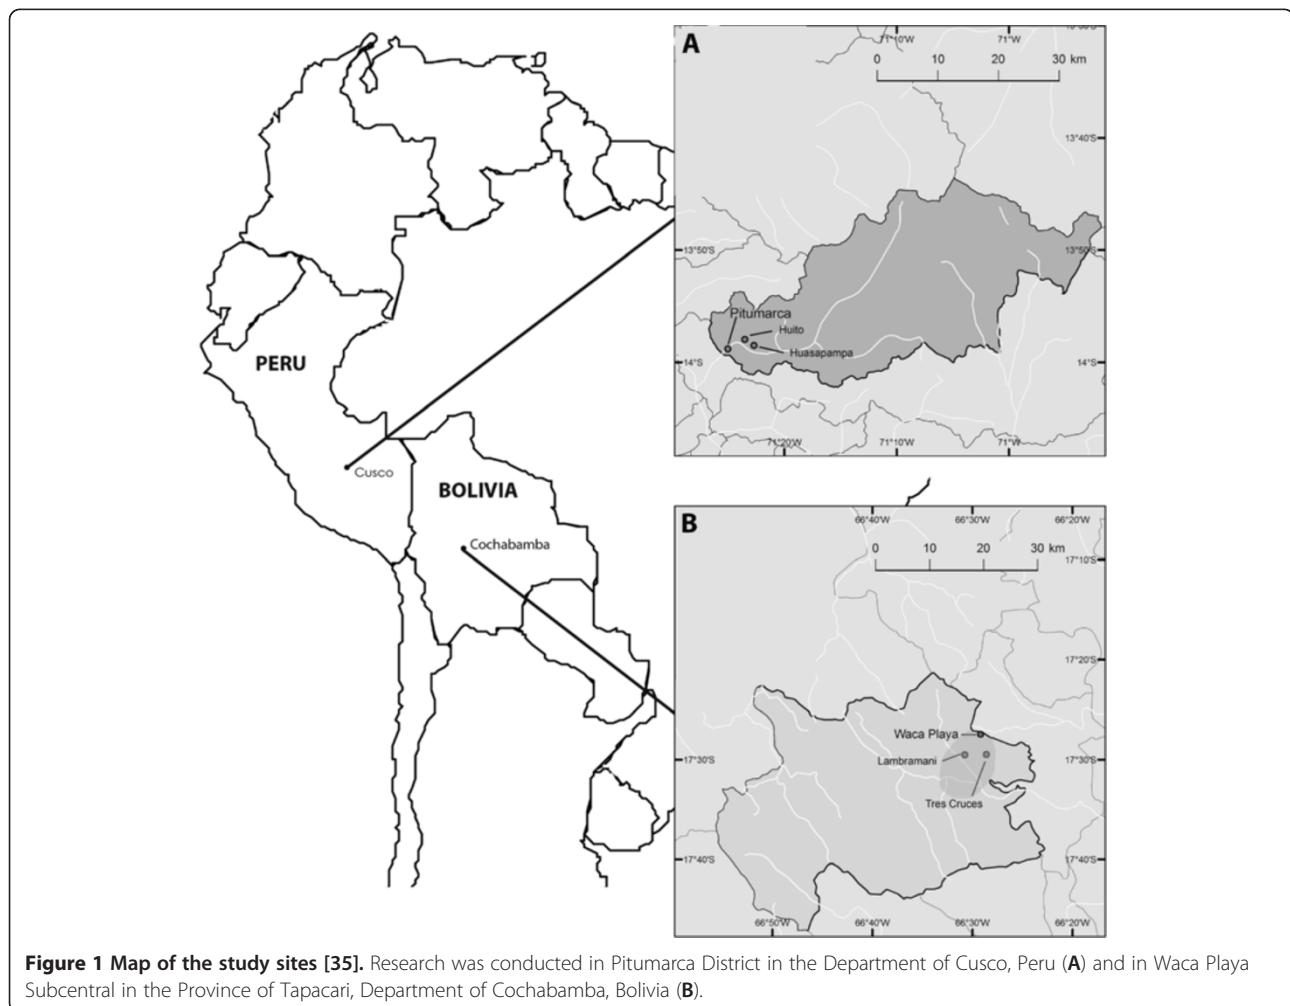 PERU
Cusco
BOLIVIA
Cochabamba
A
71°10'W 71°W
0 10 20 30 km
13°40'S
13°50'S 13°50'S
Pitumarca
Huito
Huasapampa
14°S 14°S
71°20'W 71°10'W 71°W
B
66°40'W 66°30'W 66°20'W
0 10 20 30 km
17°10'S
17°20'S
Waca Playa
17°30'S Lambramani 17°30'S
Tres Cruces
17°40'S 17°40'S
66°50'W 66°40'W 66°30'W 66°20'W
Figure 1 Map of the study sites [35]. Research was conducted in Pitumarca District in the Department of Cusco, Peru (A) and in Waca Playa
Subcentral in the Province of Tapacari, Department of Cochabamba, Bolivia (B).